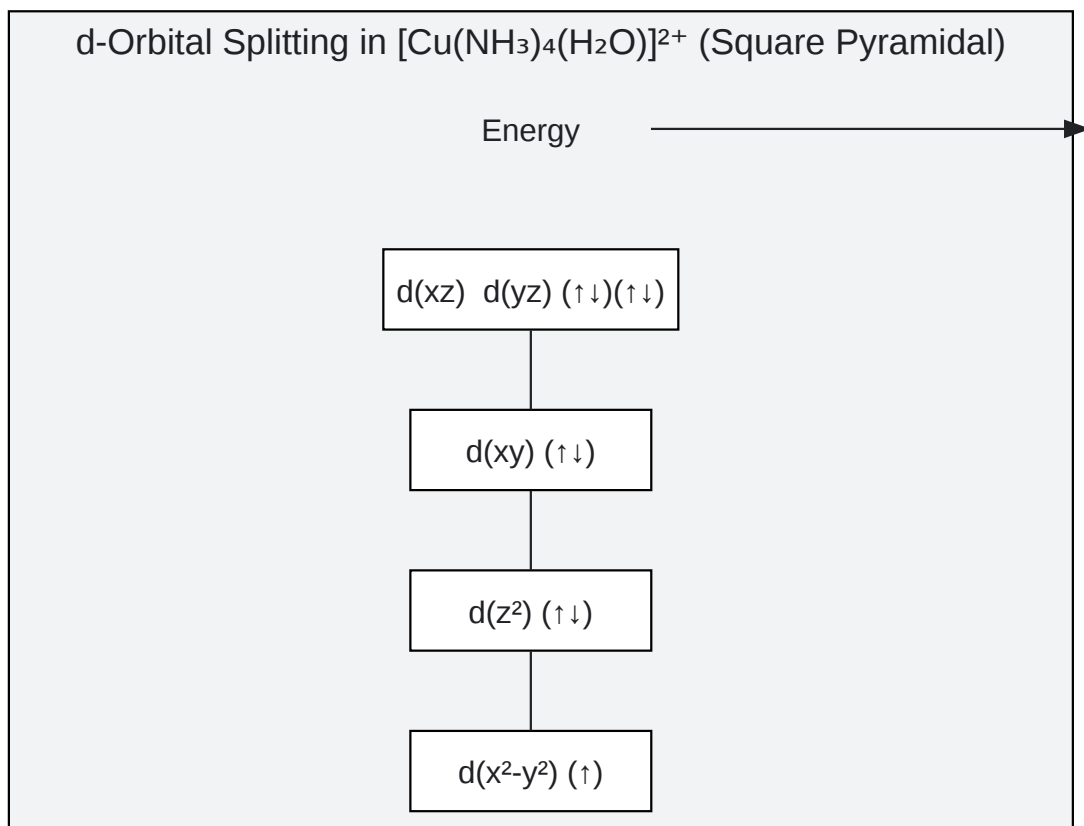 d-Orbital Splitting in [Cu(NH₃)₄(H₂O)]²⁺ (Square Pyramidal)
Energy
d(xz) d(yz) (↑↓)(↑↓)
d(xy) (↑↓)
d(z²) (↑↓)
d(x²-y²) (↑)